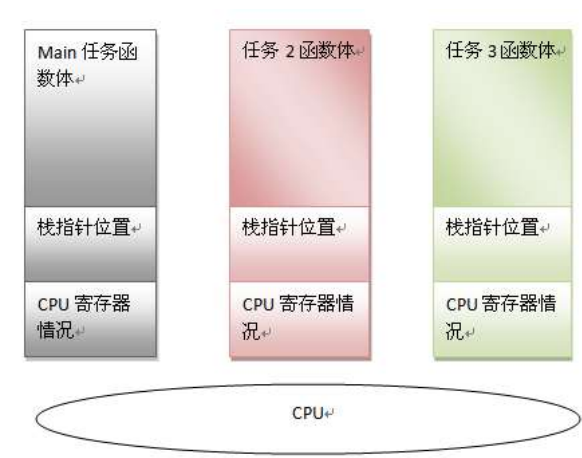 Main 任务函
数体
栈指针位置
CPU 寄存器
情况
任务 2 函数体
栈指针位置
CPU 寄存器情
况
任务 3 函数体
栈指针位置
CPU 寄存器情
况
CPU